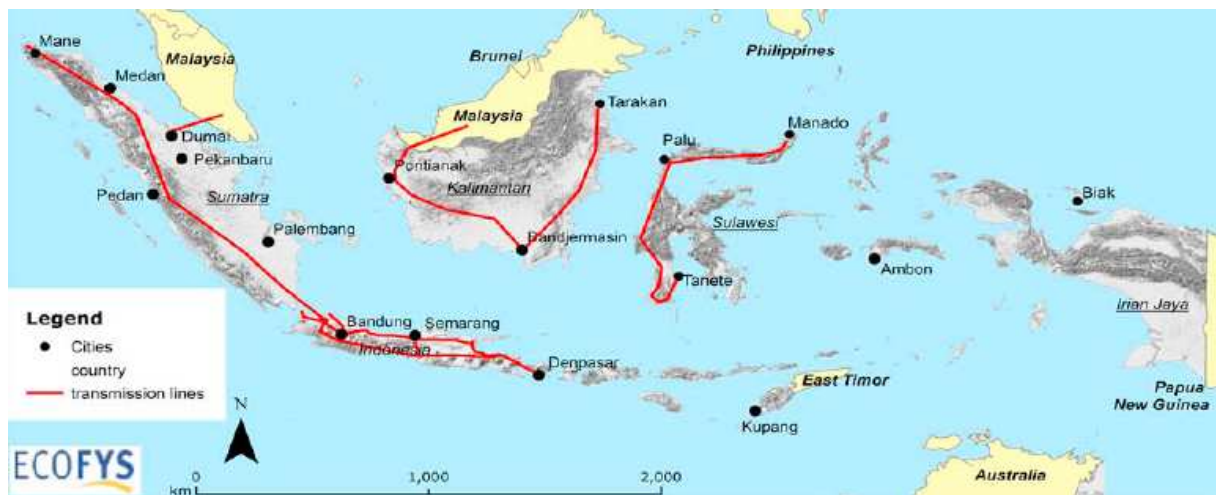 Mane
Malaysia
Medan
Dumai
Pekanbaru
Pedan
Sumatra
Palembang
Brunei
Malaysia
Tarakan
Pontianak
Kalimantan
Bandjermasin
Philippines
Manado
Palu
Sulawesi
Tanete
Biak
Ambon
Irian Jaya
Bandung
Semarang
Indonesia
Denpasar
East Timor
Kupang
Papua
New Guinea
Australia
Legend
Cities
country
transmission lines
N
ECOFYS
0
1,000
2,000
km